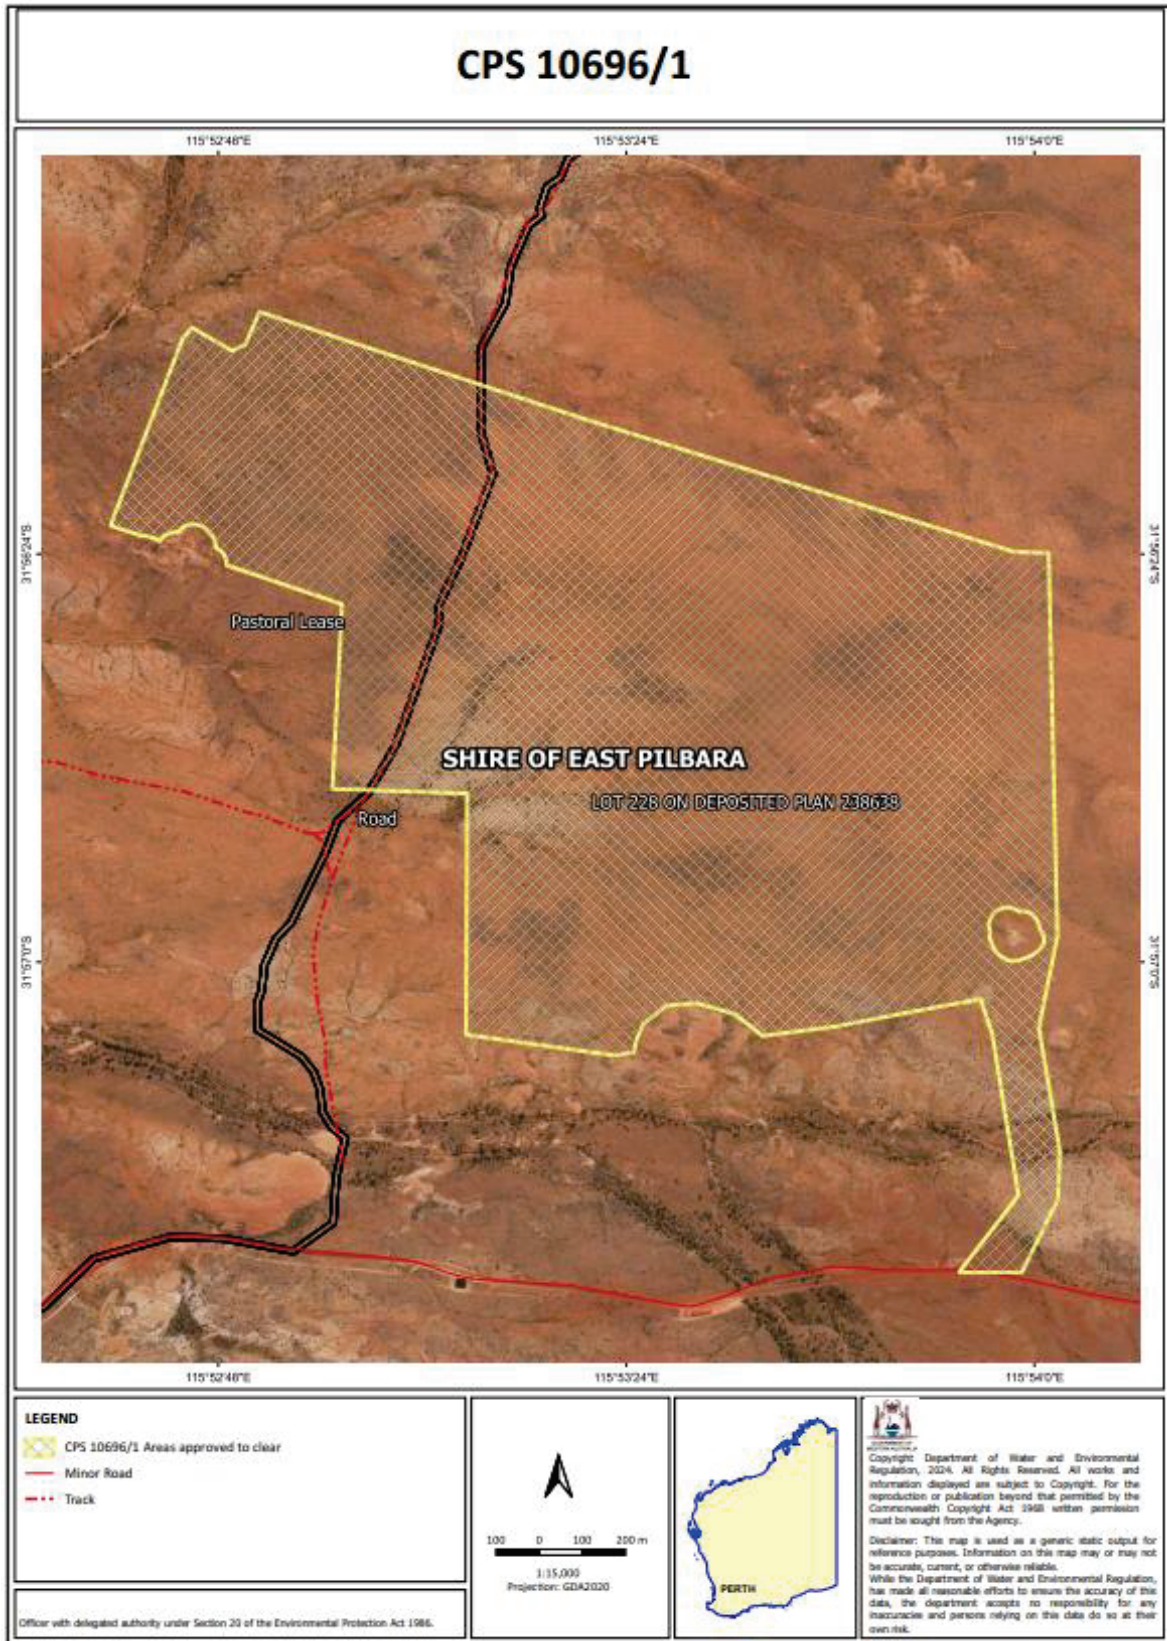 CPS 10696/1
115°52'48"E
115°53'24"E
115°54'0"E
31°56'24"S
31°56'24"S
Pastoral Lease
SHIRE OF EAST PILBARA
LOT 228 ON DEPOSITED PLAN 238638
Road
31°57'0"S
31°57'0"S
115°52'48"E
115°53'24"E
115°54'0"E
LEGEND
CPS 10696/1 Areas approved to clear
Minor Road
Track
Officer with delegated authority under Section 20 of the Environmental Protection Act 1986.
100 0 100 200 m
1:15,000
Projection: GDA2020
PERTH
GOVERNMENT OF
WESTERN AUSTRALIA
Copyright Department of Water and Environmental
Regulation, 2024. All Rights Reserved. All works and
information displayed are subject to Copyright. For the
reproduction or publication beyond that permitted by the
Commonwealth Copyright Act 1968 written permission
must be sought from the Agency.
Disclaimer: This map is used as a generic static output for
reference purposes. Information on this map may or may not
be accurate, current, or otherwise reliable.
While the Department of Water and Environmental Regulation,
has made all reasonable efforts to ensure the accuracy of this
data, the department accepts no responsibility for any
inaccuracies and persons relying on this data do so at their
own risk.